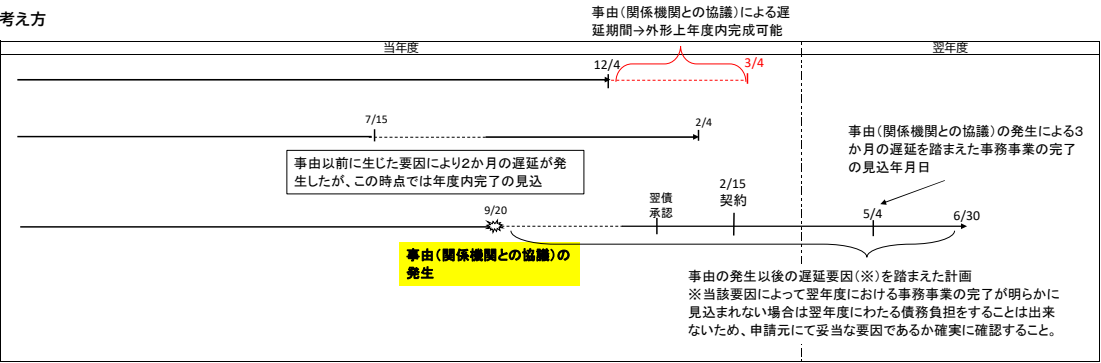 考え方
事由（関係機関との協議）による遅
延期間→外形上年度内完成可能
当年度
翌年度
12/4
3/4
7/15
2/4
事由以前に生じた要因により２か月の遅延が発
生したが、この時点では年度内完了の見込
事由（関係機関との協議）の発生による３
か月の遅延を踏まえた事務事業の完了
の見込年月日
9/20
翌債
承認
2/15
契約
5/4
6/30
事由（関係機関との協議）の
発生
事由の発生以後の遅延要因（※）を踏まえた計画
※当該要因によって翌年度における事務事業の完了が明らかに
見込まれない場合は翌年度にわたる債務負担をすることは出来
ないため、申請元にて妥当な要因であるか確実に確認すること。